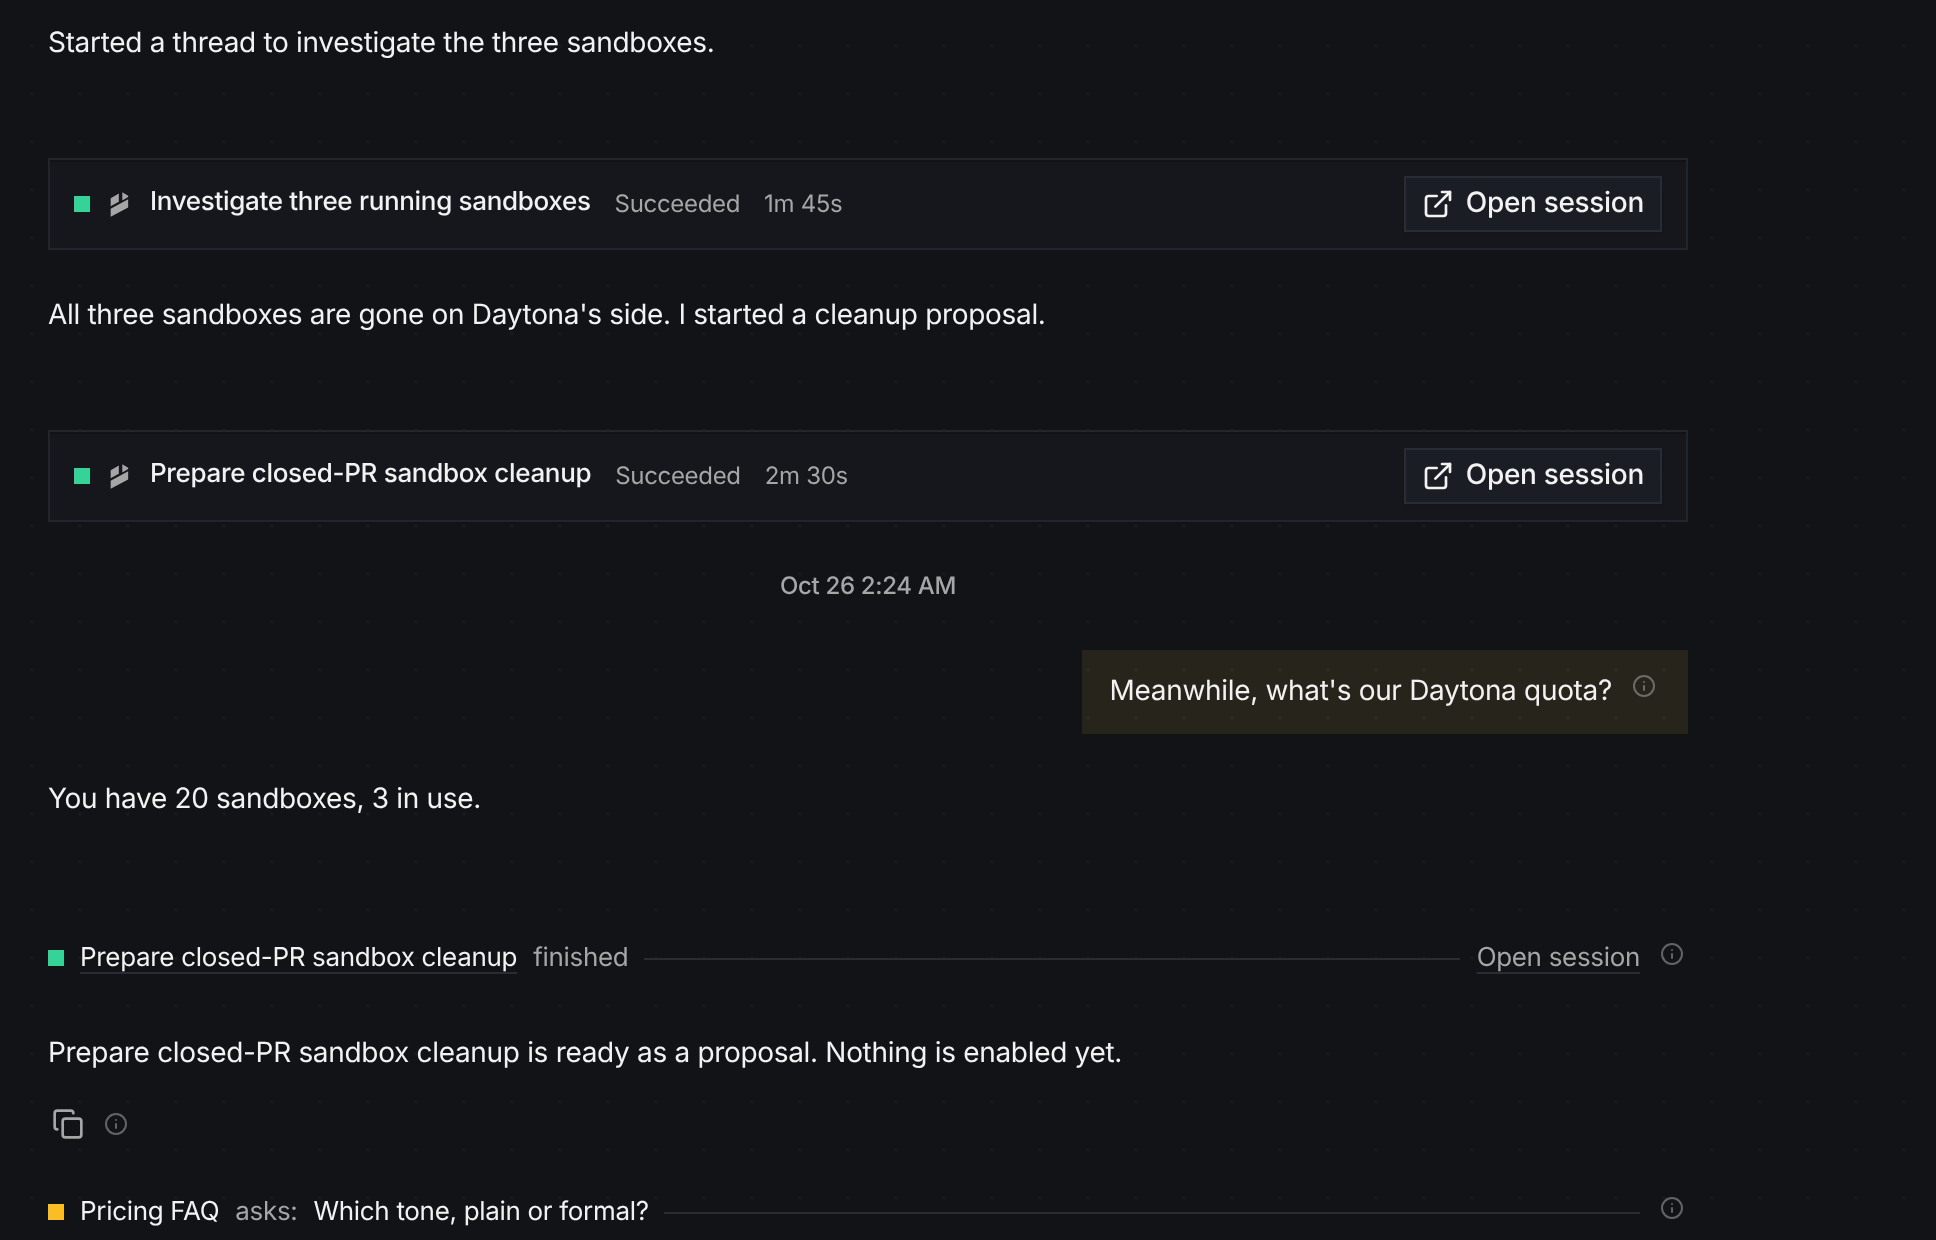 Started a thread to investigate the three sandboxes.
Investigate three running sandboxes Succeeded 1m 45s Open session
All three sandboxes are gone on Daytona's side. I started a cleanup proposal.
Prepare closed-PR sandbox cleanup Succeeded 2m 30s Open session
Oct 26 2:24 AM
Meanwhile, what's our Daytona quota?
You have 20 sandboxes, 3 in use.
Prepare closed-PR sandbox cleanup finished Open session
Prepare closed-PR sandbox cleanup is ready as a proposal. Nothing is enabled yet.
Pricing FAQ asks: Which tone, plain or formal?